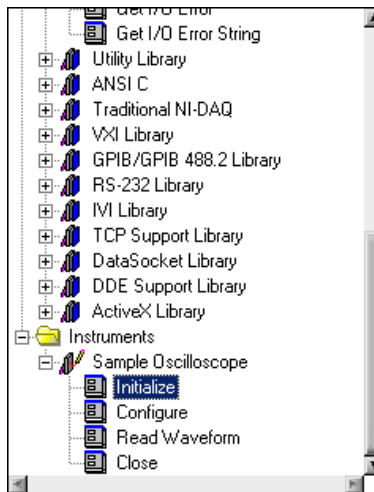 Get I/O Error
Get I/O Error String
Utility Library
ANSI C
Traditional NI-DAQ
VXI Library
GPIB/GPIB 488.2 Library
RS-232 Library
IVI Library
TCP Support Library
DataSocket Library
DDE Support Library
ActiveX Library
Instruments
Sample Oscilloscope
Initialize
Configure
Read Waveform
Close